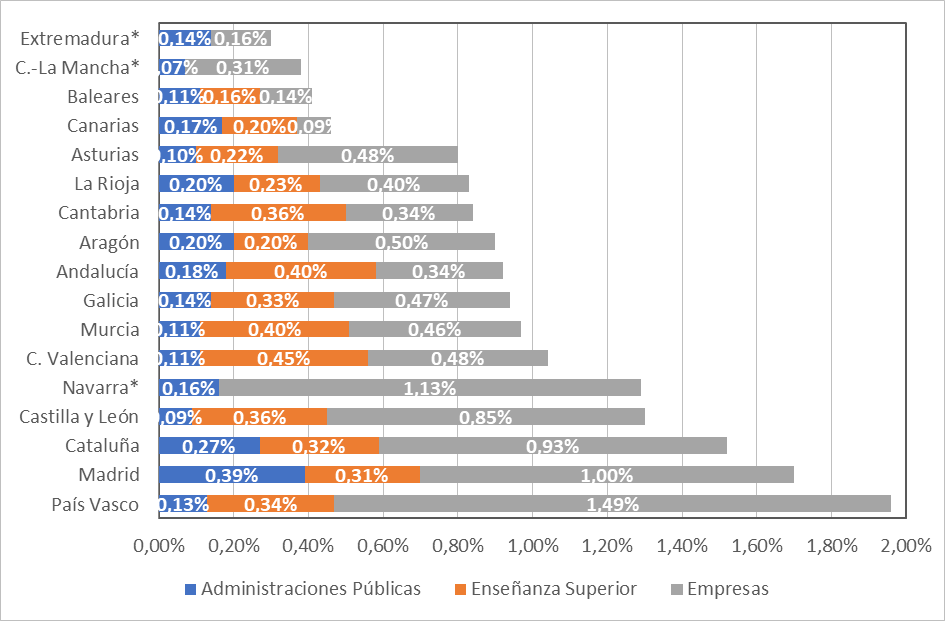 Extremadura* 0,14% 0,16%
C.-La Mancha* ,07% 0,31%
Baleares 0,11% 0,16% 0,14%
Canarias 0,17% 0,20% 0,09%
Asturias 0,10% 0,22% 0,48%
La Rioja 0,20% 0,23% 0,40%
Cantabria 0,14% 0,36% 0,34%
Aragón 0,20% 0,20% 0,50%
Andalucía 0,18% 0,40% 0,34%
Galicia 0,14% 0,33% 0,47%
Murcia 0,11% 0,40% 0,46%
C. Valenciana 0,11% 0,45% 0,48%
Navarra* 0,16% 1,13%
Castilla y León 0,09% 0,36% 0,85%
Cataluña 0,27% 0,32% 0,93%
Madrid 0,39% 0,31% 1,00%
País Vasco 0,13% 0,34% 1,49%
0,00% 0,20% 0,40% 0,60% 0,80% 1,00% 1,20% 1,40% 1,60% 1,80% 2,00%
Administraciones Públicas Enseñanza Superior Empresas